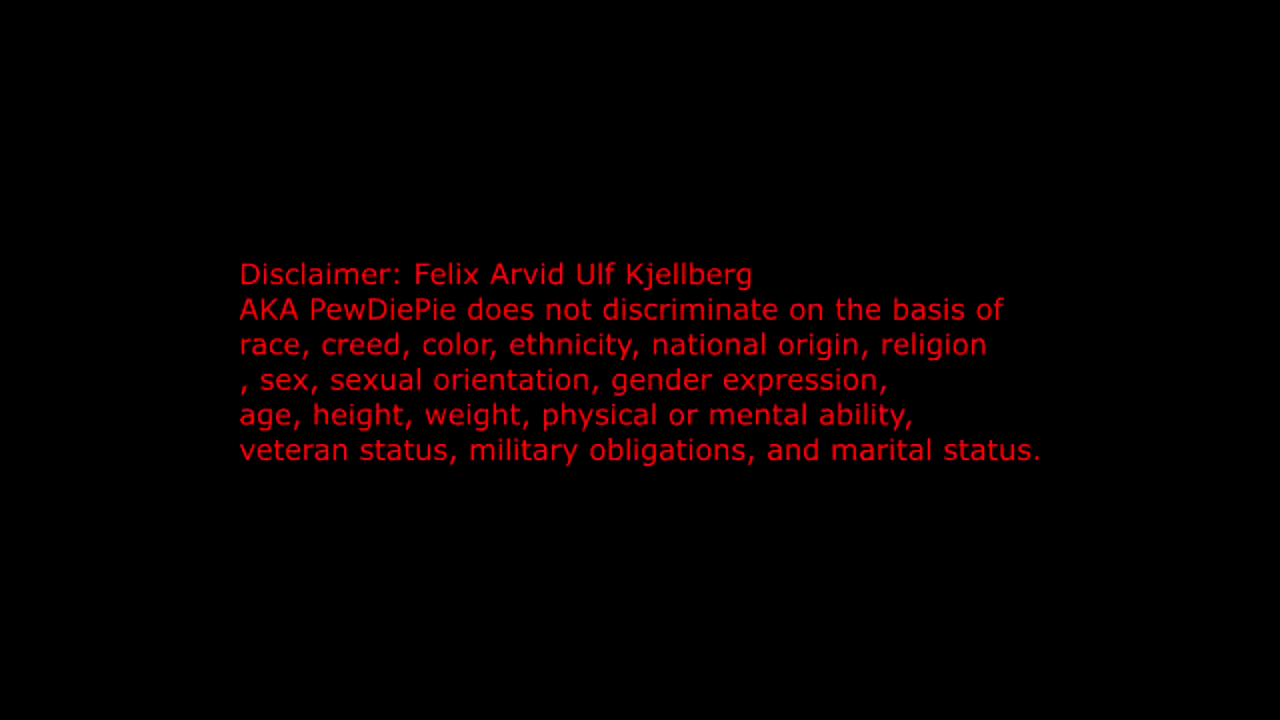 Disclaimer: Felix Arvid Ulf Kjellberg
AKA PewDiePie does not discriminate on the basis of
race, creed, color, ethnicity, national origin, religion
, sex, sexual orientation, gender expression,
age, height, weight, physical or mental ability,
veteran status, military obligations, and marital status.